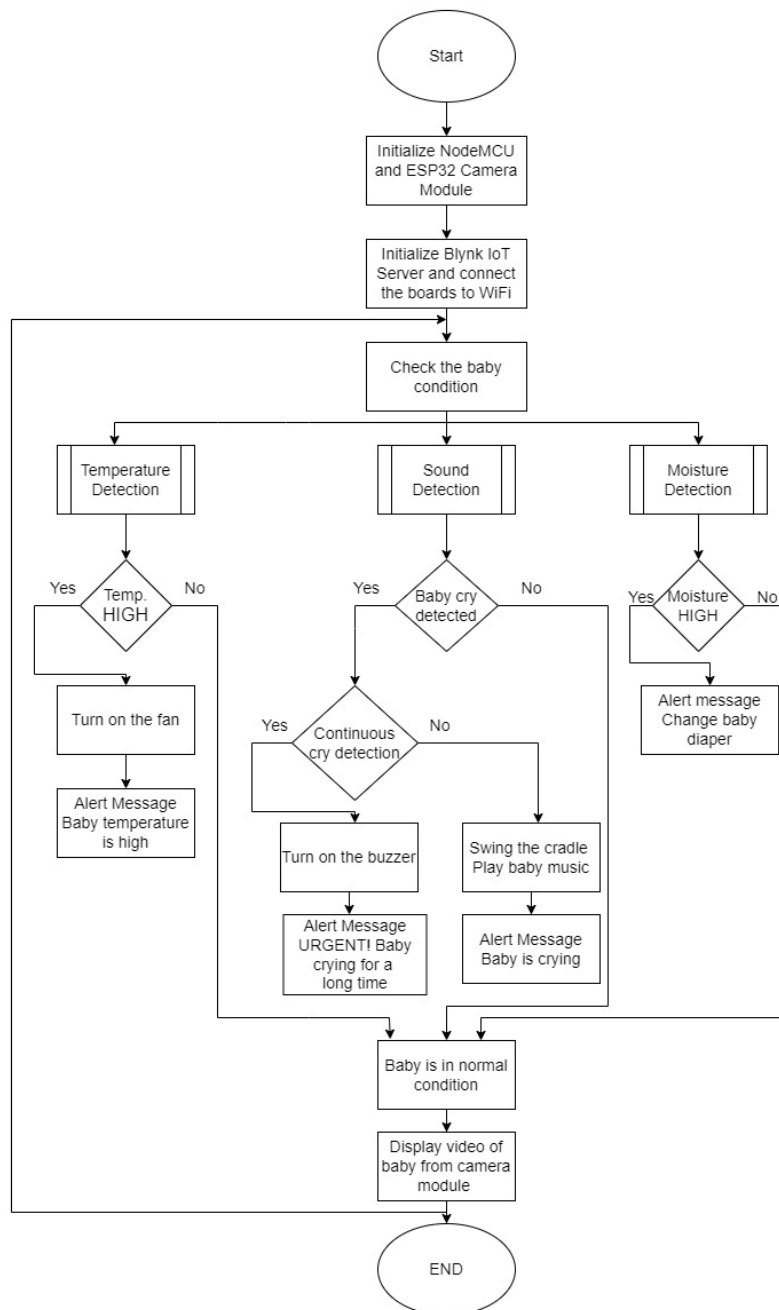 Start
Initialize NodeMCU
and ESP32 Camera
Module
Initialize Blynk IoT
Server and connect
the boards to WiFi
Check the baby
condition
Temperature
Detection
Sound
Detection
Moisture
Detection
Yes
Temp.
HIGH
No
Yes
Baby cry
detected
No
Yes
Moisture
HIGH
No
Turn on the fan
Alert Message
Baby temperature
is high
Yes
Continuous
cry detection
No
Alert message
Change baby
diaper
Turn on the buzzer
Alert Message
URGENT! Baby
crying for a
long time
Swing the cradle
Play baby music
Alert Message
Baby is crying
Baby is in normal
condition
Display video of
baby from camera
module
END